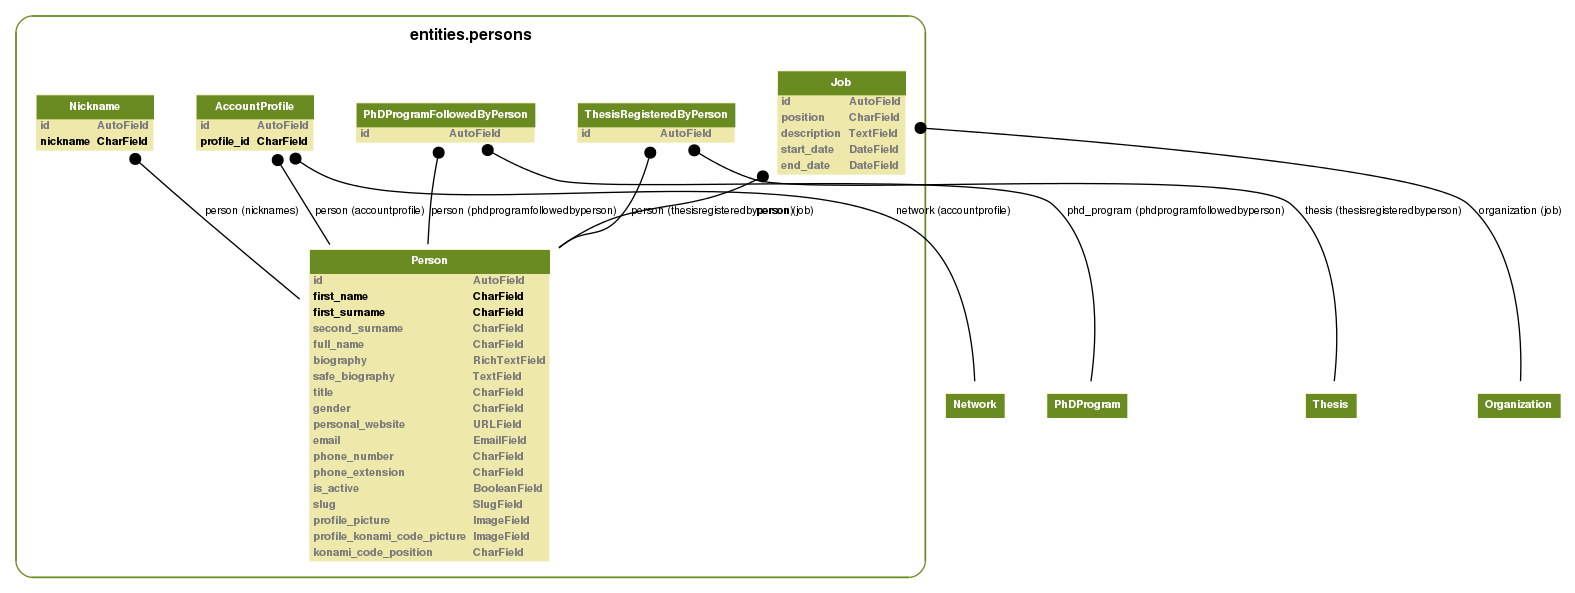 entities.persons
Nickname
id AutoField
nickname CharField
AccountProfile
id AutoField
profile_id CharField
PhDProgramFollowedByPerson
id AutoField
ThesisRegisteredByPerson
id AutoField
Job
id AutoField
position CharField
description TextField
start_date DateField
end_date DateField
person (nicknames)
person (accountprofile)
person (phdprogramfollowedbyperson)
person (thesisregisteredbyperson)
person (job)
network (accountprofile)
phd_program (phdprogramfollowedbyperson)
thesis (thesisregisteredbyperson)
organization (job)
Person
id AutoField
first_name CharField
first_surname CharField
second_surname CharField
full_name CharField
biography RichTextField
safe_biography TextField
title CharField
gender CharField
personal_website URLField
email EmailField
phone_number CharField
phone_extension CharField
is_active BooleanField
slug SlugField
profile_picture ImageField
profile_konami_code_picture ImageField
konami_code_position CharField
Network
PhDProgram
Thesis
Organization